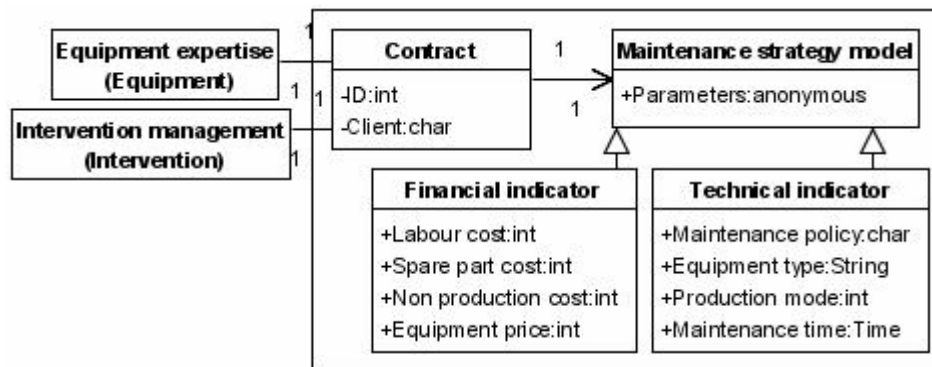 Equipment expertise
(Equipment)
1
1
Intervention management
(Intervention)
1
1
Contract
-ID:int
-Client:char
1
1
Maintenance strategy model
+Parameters:anonymous
Financial indicator
+Labour cost:int
+Spare part cost:int
+Non production cost:int
+Equipment price:int
Technical indicator
+Maintenance policy:char
+Equipment type:String
+Production mode:int
+Maintenance time:Time